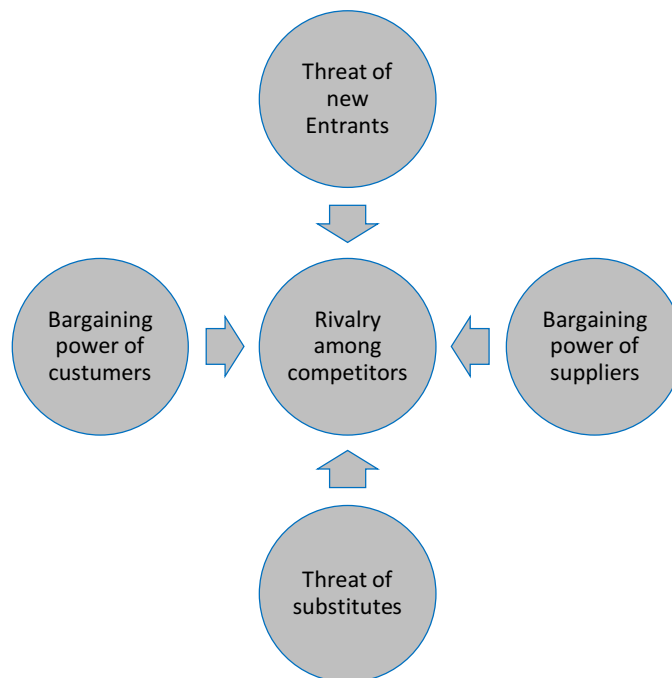 Threat of
new
Entrants
Bargaining
power of
custumers
Rivalry
among
competitors
Bargaining
power of
suppliers
Threat of
substitutes